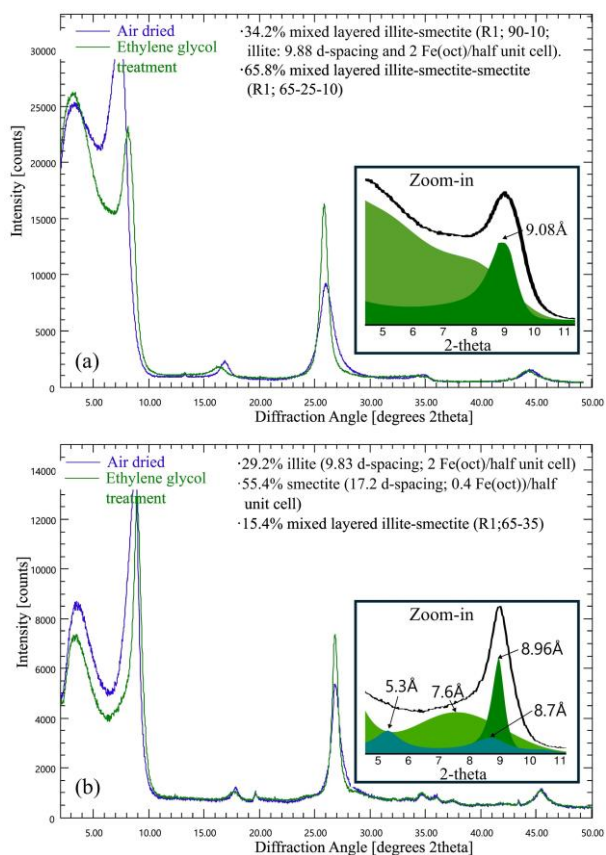 Air dried
Ethylene glycol
treatment
·34.2% mixed layered illite-smectite (R1; 90-10;
illite: 9.88 d-spacing and 2 Fe(oct)/half unit cell).
·65.8% mixed layered illite-smectite-smectite
(R1; 65-25-10)
30000
25000
20000
15000
10000
5000
0
Intensity [counts]
Zoom-in
9.08Å
5 6 7 8 9 10 11
2-theta
(a)
5.00 10.00 15.00 20.00 25.00 30.00 35.00 40.00 45.00 50.00
Diffraction Angle [degrees 2theta]
Air dried
Ethylene glycol
treatment
·29.2% illite (9.83 d-spacing; 2 Fe(oct)/half unit cell)
·55.4% smectite (17.2 d-spacing; 0.4 Fe(oct))/half
unit cell)
·15.4% mixed layered illite-smectite (R1;65-35)
14000
12000
10000
8000
6000
4000
2000
0
Intensity [counts]
Zoom-in
8.96Å
7.6Å
5.3Å
8.7Å
5 6 7 8 9 10 11
2-theta
(b)
5.00 10.00 15.00 20.00 25.00 30.00 35.00 40.00 45.00 50.00
Diffraction Angle [degrees 2theta]